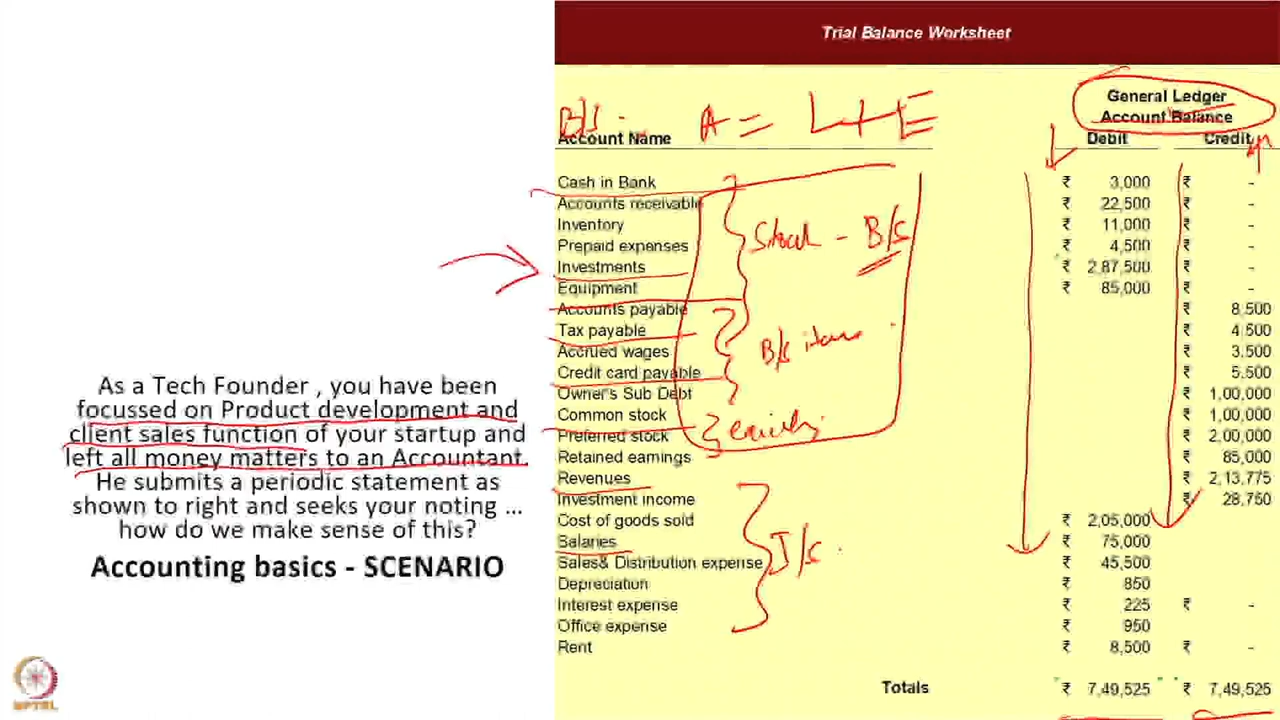 Trial Balance Worksheet
General Ledger
Account Balance
B/S - A = L+E
Account Name Debit Credit
Cash in Bank ₹ 3,000 ₹ -
Accounts receivable ₹ 22,500 ₹ -
Inventory ₹ 11,000 ₹ -
Prepaid expenses ₹ 4,500 ₹ -
Investments ₹ 2,87,500 ₹ -
Equipment ₹ 85,000 ₹ -
Accounts payable ₹ 8,500
Tax payable ₹ 4,500
Accrued wages ₹ 3,500
Credit card payable ₹ 5,500
Owner's Sub Debt ₹ 1,00,000
Common stock ₹ 1,00,000
Preferred stock ₹ 2,00,000
Retained earnings ₹ 85,000
Revenues ₹ 2,13,775
Investment income ₹ 28,750
Cost of goods sold ₹ 2,05,000
Salaries ₹ 75,000
Sales& Distribution expense ₹ 45,500
Depreciation ₹ 850
Interest expense ₹ 225 ₹ -
Office expense ₹ 950
Rent ₹ 8,500 ₹ -
Totals ₹ 7,49,525 ₹ 7,49,525
Stock - B/S
B/S items
equity
I/S
As a Tech Founder , you have been
focussed on Product development and
client sales function of your startup and
left all money matters to an Accountant.
He submits a periodic statement as
shown to right and seeks your noting ...
how do we make sense of this?
Accounting basics - SCENARIO
NPTEL